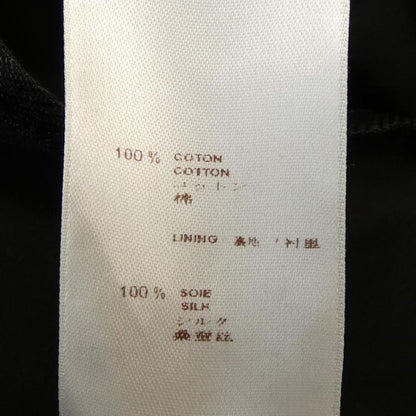 100% COTON
COTTON
コットン
棉
LINING 裏地 / 衬里
100% SOIE
SILK
シルク
桑蚕丝